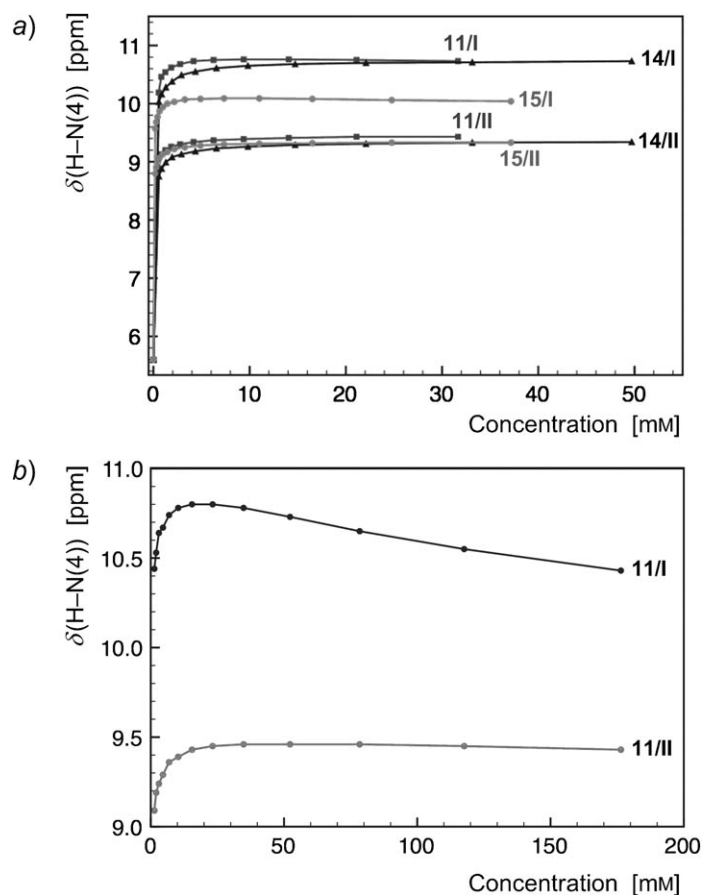 a)
δ(H–N(4)) [ppm]
11
10
9
8
7
6
11/I
14/I
15/I
11/II
14/II
15/II
0
10
20
30
40
50
Concentration [mM]
b)
δ(H–N(4)) [ppm]
11.0
10.5
10.0
9.5
9.0
11/I
11/II
0
50
100
150
200
Concentration [mM]